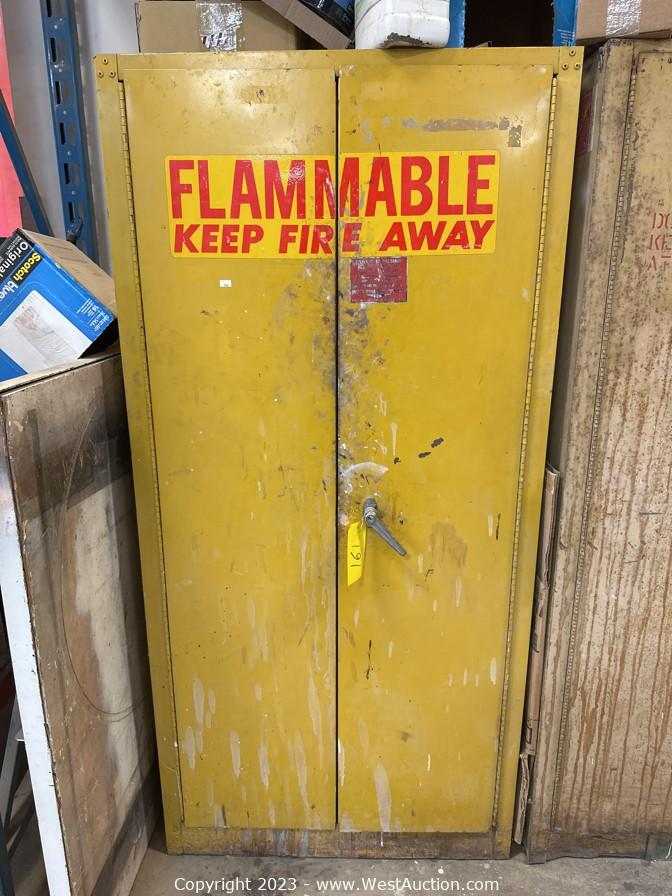 FLAMMABLE
KEEP FIRE AWAY
Scotch blue
Original
161
Copyright 2023 - www.WestAuction.com